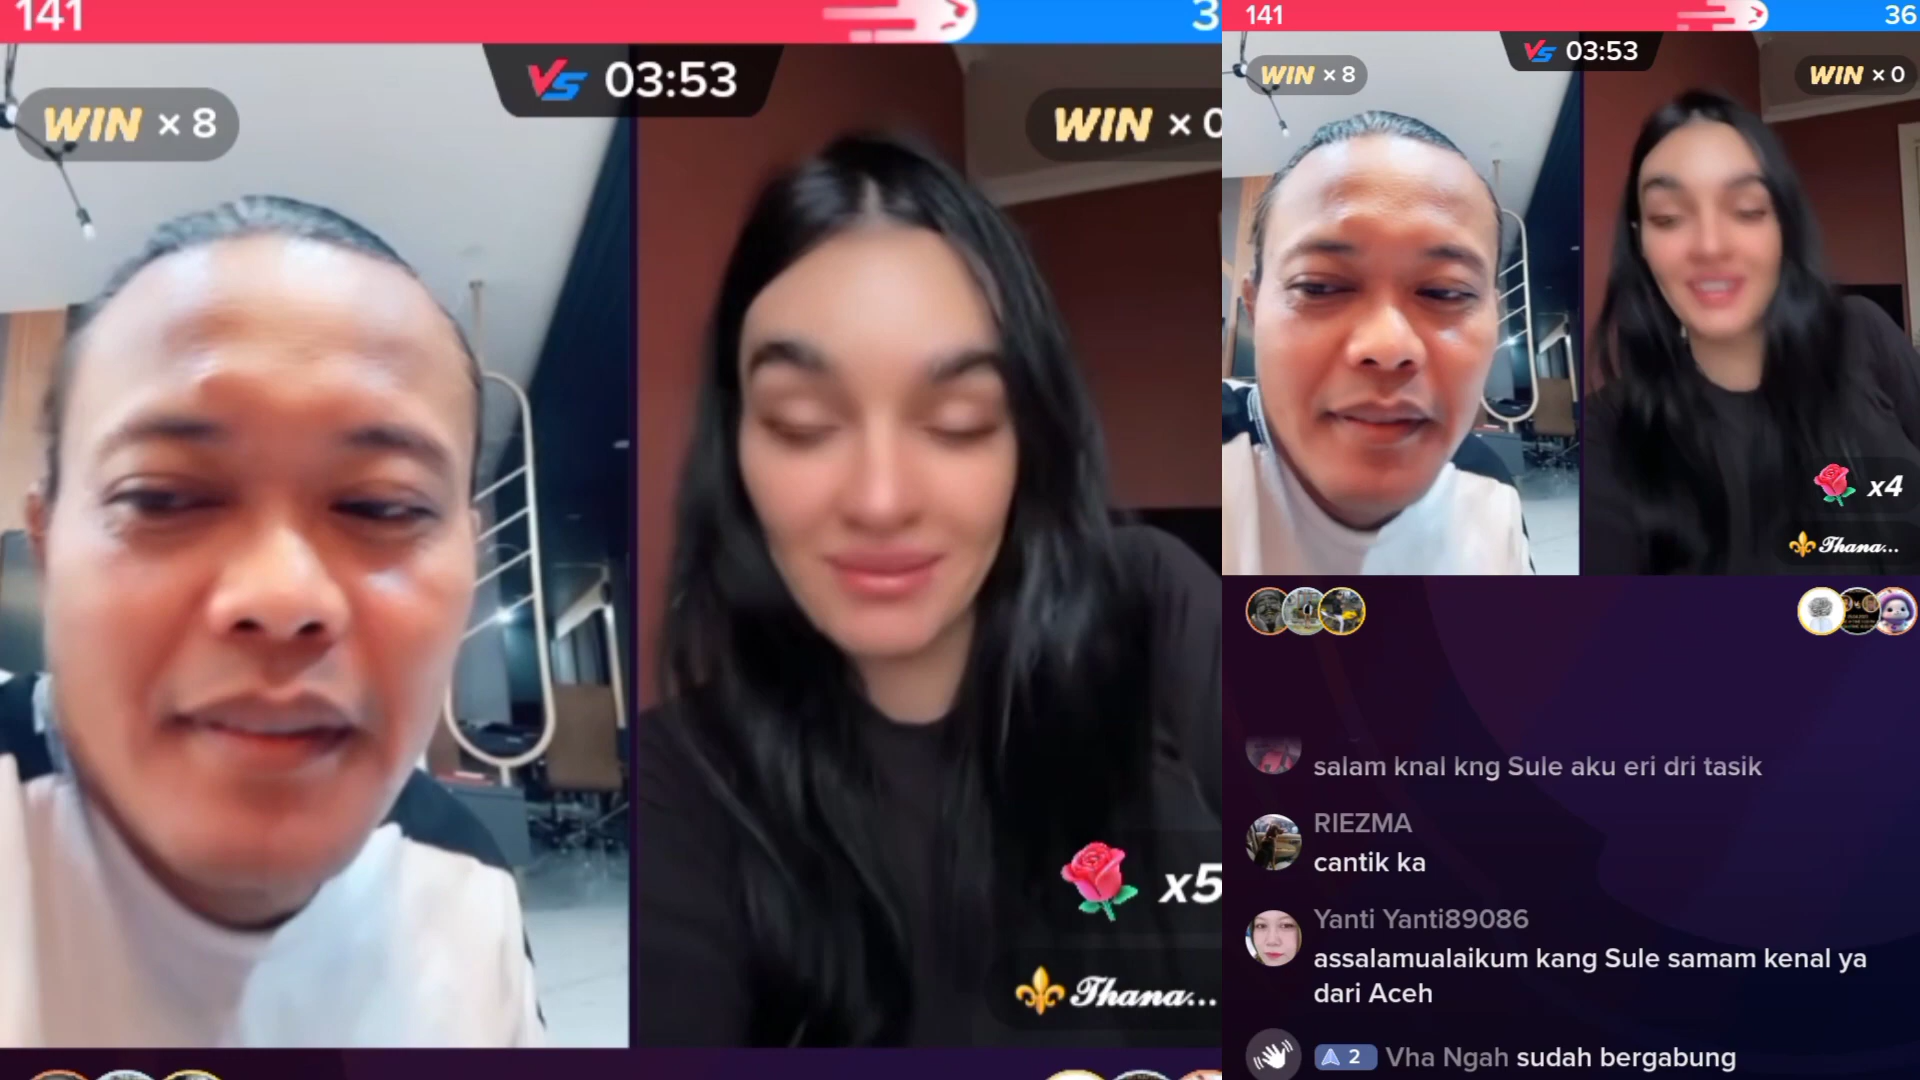 141
3
VS 03:53
WIN × 8
WIN ×
x5
Thana...
141
36
VS 03:53
WIN × 8
WIN × 0
x4
Thana...
salam knal kng Sule aku eri dri tasik
RIEZMA
cantik ka
Yanti Yanti89086
assalamualaikum kang Sule samam kenal ya
dari Aceh
2 Vha Ngah sudah bergabung